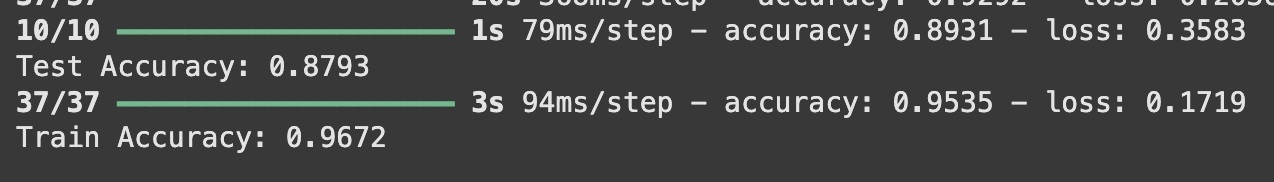 10/10 ━━━━━━━━━━━━━━━━━━━━ 1s 79ms/step - accuracy: 0.8931 - loss: 0.3583
Test Accuracy: 0.8793
37/37 ━━━━━━━━━━━━━━━━━━━━ 3s 94ms/step - accuracy: 0.9535 - loss: 0.1719
Train Accuracy: 0.9672